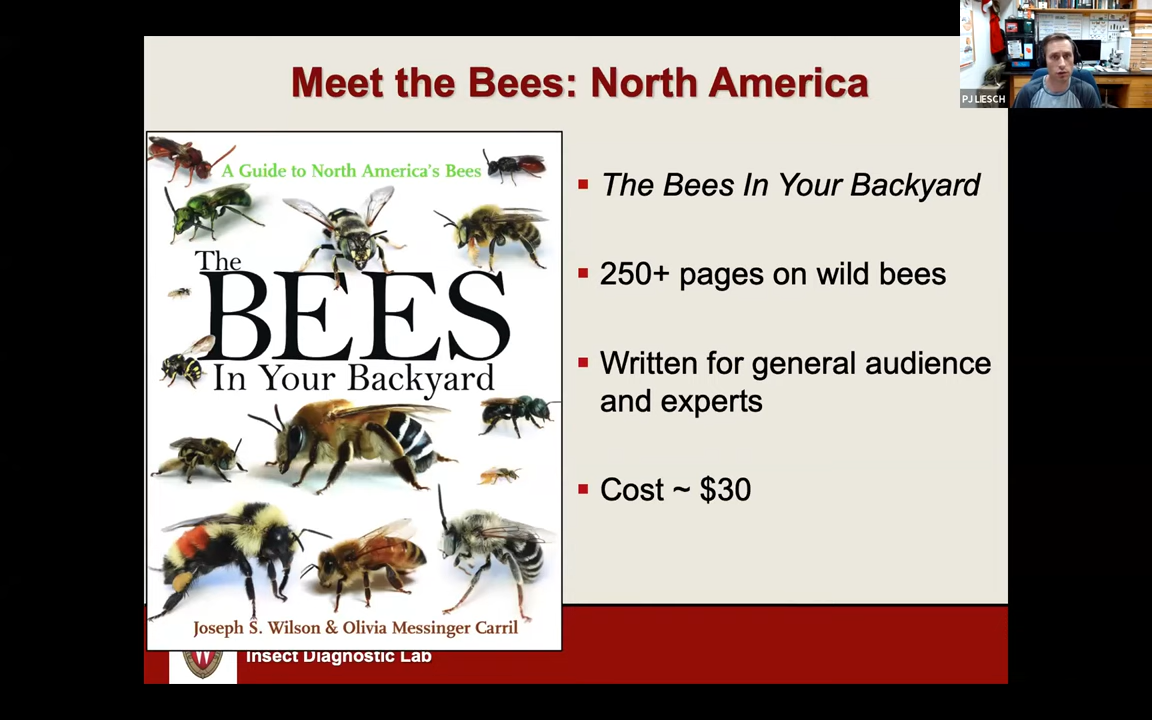 Meet the Bees: North America
PJ LIESCH
A Guide to North America's Bees
The
BEES
In Your Backyard
Joseph S. Wilson & Olivia Messinger Carril
The Bees In Your Backyard
250+ pages on wild bees
Written for general audience
and experts
Cost ~ $30
W
Insect Diagnostic Lab